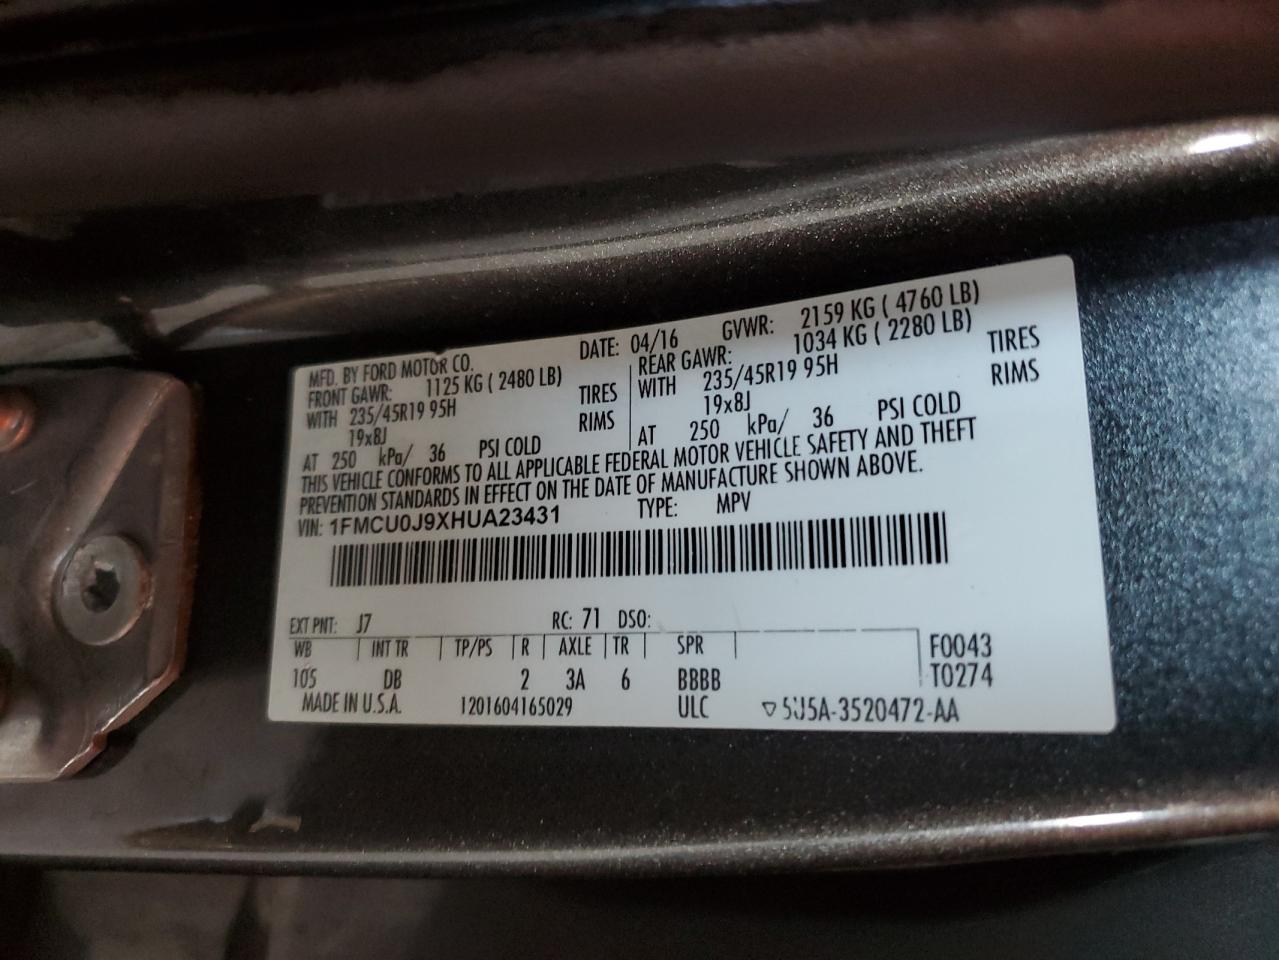 MFD. BY FORD MOTOR CO. DATE: 04/16 GVWR: 2159 KG ( 4760 LB)
FRONT GAWR: 1125 KG ( 2480 LB) REAR GAWR: 1034 KG ( 2280 LB)
WITH 235/45R19 95H TIRES WITH 235/45R19 95H TIRES
19x8J RIMS 19x8J RIMS
AT 250 kPa/ 36 PSI COLD AT 250 kPa/ 36 PSI COLD
THIS VEHICLE CONFORMS TO ALL APPLICABLE FEDERAL MOTOR VEHICLE SAFETY AND THEFT
PREVENTION STANDARDS IN EFFECT ON THE DATE OF MANUFACTURE SHOWN ABOVE.
VIN: 1FMCU0J9XHUA23431 TYPE: MPV
EXT PNT: J7 RC: 71 DSO:
WB INT TR TP/PS R AXLE TR SPR F0043
105 DB 2 3A 6 BBBB T0274
MADE IN U.S.A. 1201604165029 ULC ▽5U5A-3520472-AA